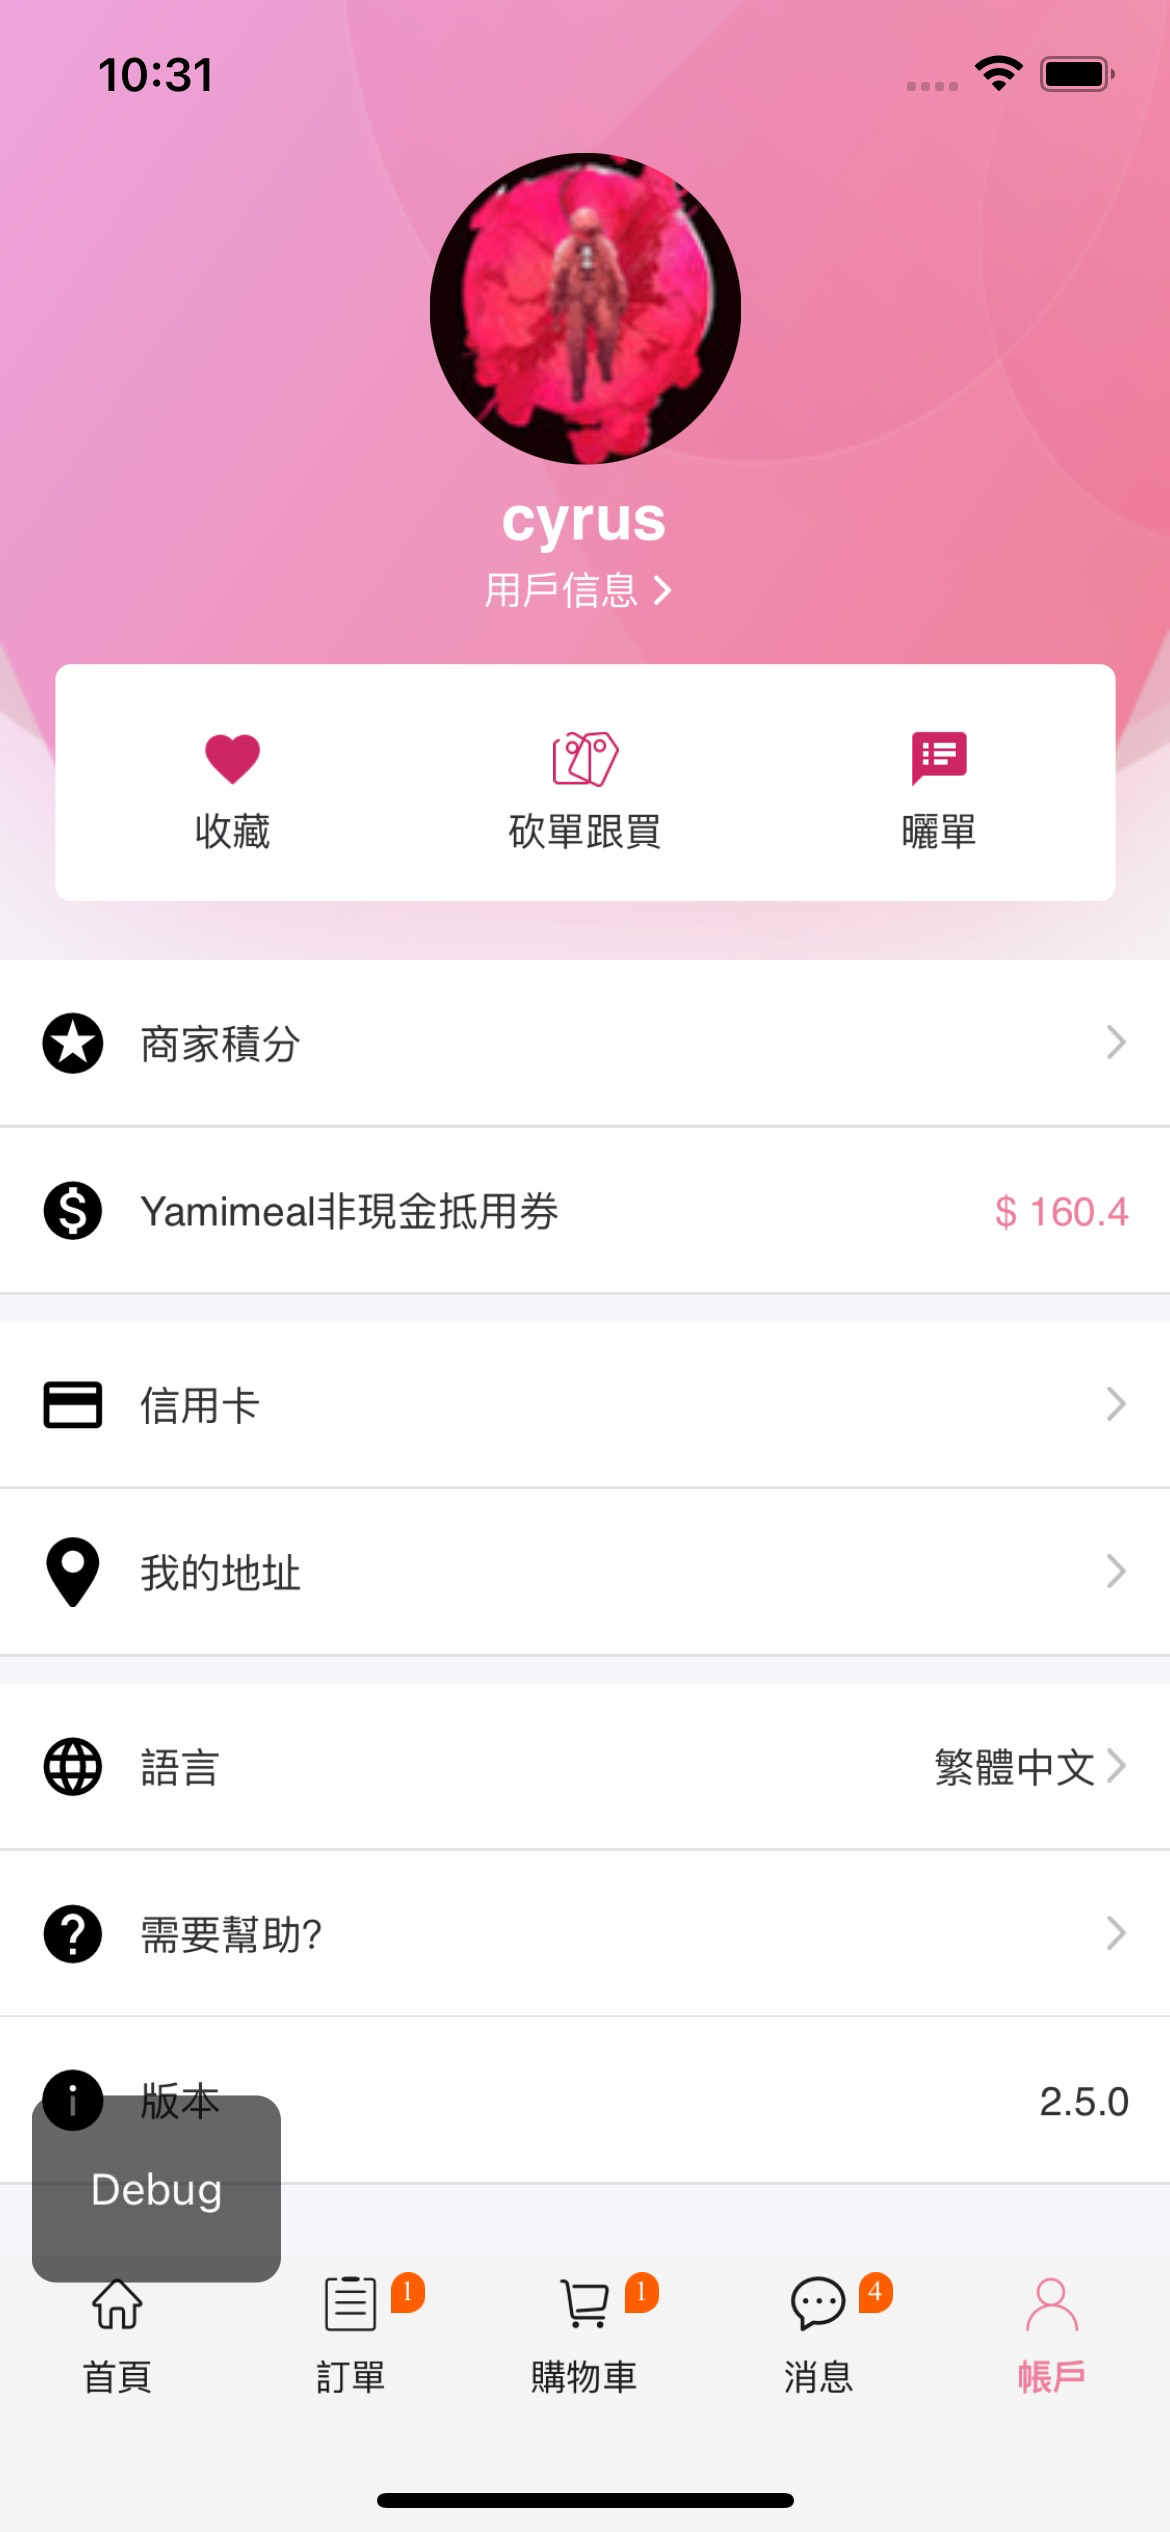 10:31
cyrus
用戶信息
收藏
砍單跟買
曬單
商家積分
Yamimeal非現金抵用券
$ 160.4
信用卡
我的地址
語言
繁體中文
需要幫助?
版本
2.5.0
Debug
1
1
4
首頁
訂單
購物車
消息
帳戶